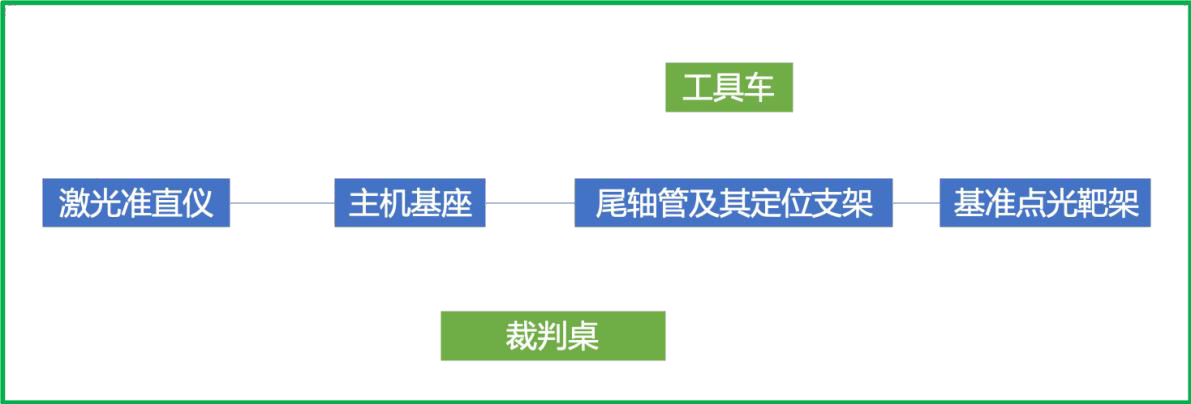 工具车
激光准直仪
主机基座
尾轴管及其定位支架
基准点光靶架
裁判桌